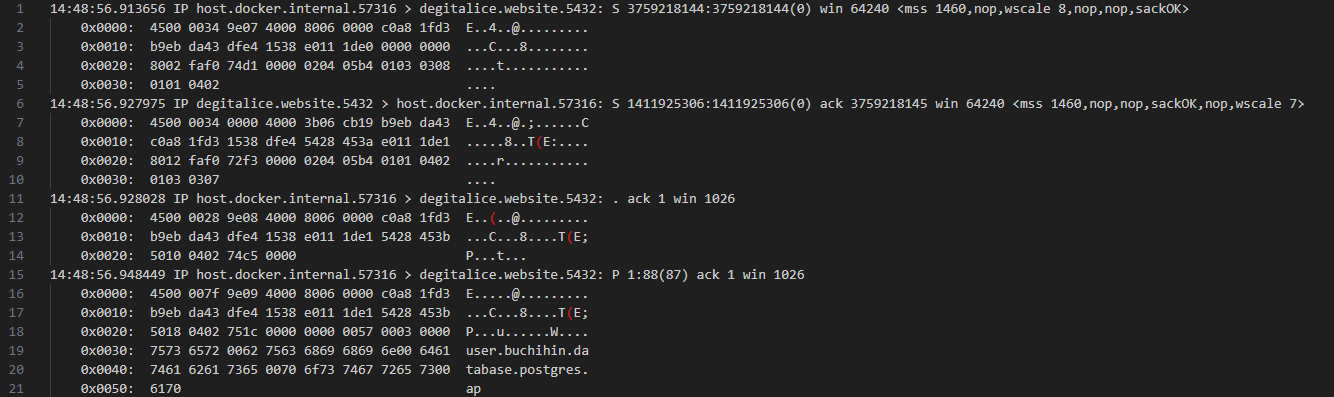 1 14:48:56.913656 IP host.docker.internal.57316 > degitalice.website.5432: S 3759218144:3759218144(0) win 64240 <mss 1460,nop,wscale 8,nop,nop,sackOK>
2 0x0000: 4500 0034 9e07 4000 8006 0000 c0a8 1fd3 E..4..@.........
3 0x0010: b9eb da43 dfe4 1538 e011 1de0 0000 0000 ...C...8........
4 0x0020: 8002 faf0 74d1 0000 0204 05b4 0103 0308 ....t...........
5 0x0030: 0101 0402 ....
6 14:48:56.927975 IP degitalice.website.5432 > host.docker.internal.57316: S 1411925306:1411925306(0) ack 3759218145 win 64240 <mss 1460,nop,nop,sackOK,nop,wscale 7>
7 0x0000: 4500 0034 0000 4000 3b06 cb19 b9eb da43 E..4..@.;......C
8 0x0010: c0a8 1fd3 1538 dfe4 5428 453a e011 1de1 .....8..T(E:....
9 0x0020: 8012 faf0 72f3 0000 0204 05b4 0101 0402 ....r...........
10 0x0030: 0103 0307 ....
11 14:48:56.928028 IP host.docker.internal.57316 > degitalice.website.5432: . ack 1 win 1026
12 0x0000: 4500 0028 9e08 4000 8006 0000 c0a8 1fd3 E..(..@.........
13 0x0010: b9eb da43 dfe4 1538 e011 1de1 5428 453b ...C...8....T(E;
14 0x0020: 5010 0402 74c5 0000 P...t...
15 14:48:56.948449 IP host.docker.internal.57316 > degitalice.website.5432: P 1:88(87) ack 1 win 1026
16 0x0000: 4500 007f 9e09 4000 8006 0000 c0a8 1fd3 E.....@.........
17 0x0010: b9eb da43 dfe4 1538 e011 1de1 5428 453b ...C...8....T(E;
18 0x0020: 5018 0402 751c 0000 0000 0057 0003 0000 P...u......W....
19 0x0030: 7573 6572 0062 7563 6869 6869 6e00 6461 user.buchihin.da
20 0x0040: 7461 6261 7365 0070 6f73 7467 7265 7300 tabase.postgres.
21 0x0050: 6170 ap